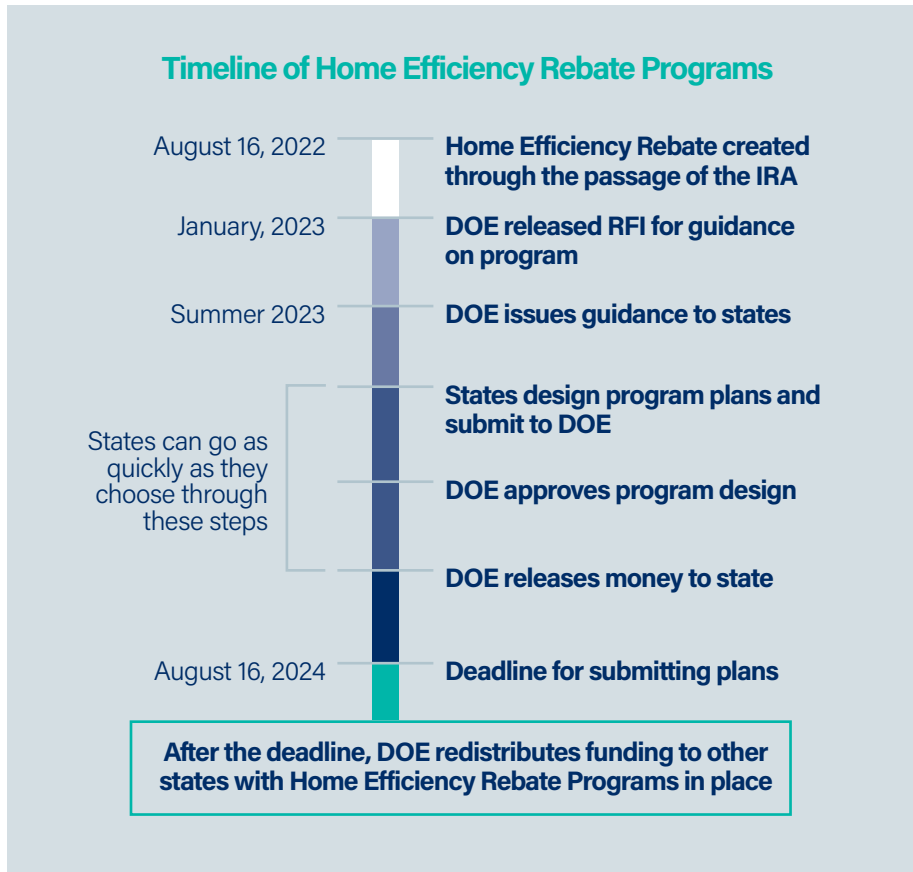 Timeline of Home Efficiency Rebate Programs
August 16, 2022
Home Efficiency Rebate created
through the passage of the IRA
January, 2023
DOE released RFI for guidance
on program
Summer 2023
DOE issues guidance to states
States can go as
quickly as they
choose through
these steps
States design program plans and
submit to DOE
DOE approves program design
DOE releases money to state
August 16, 2024
Deadline for submitting plans
After the deadline, DOE redistributes funding to other
states with Home Efficiency Rebate Programs in place